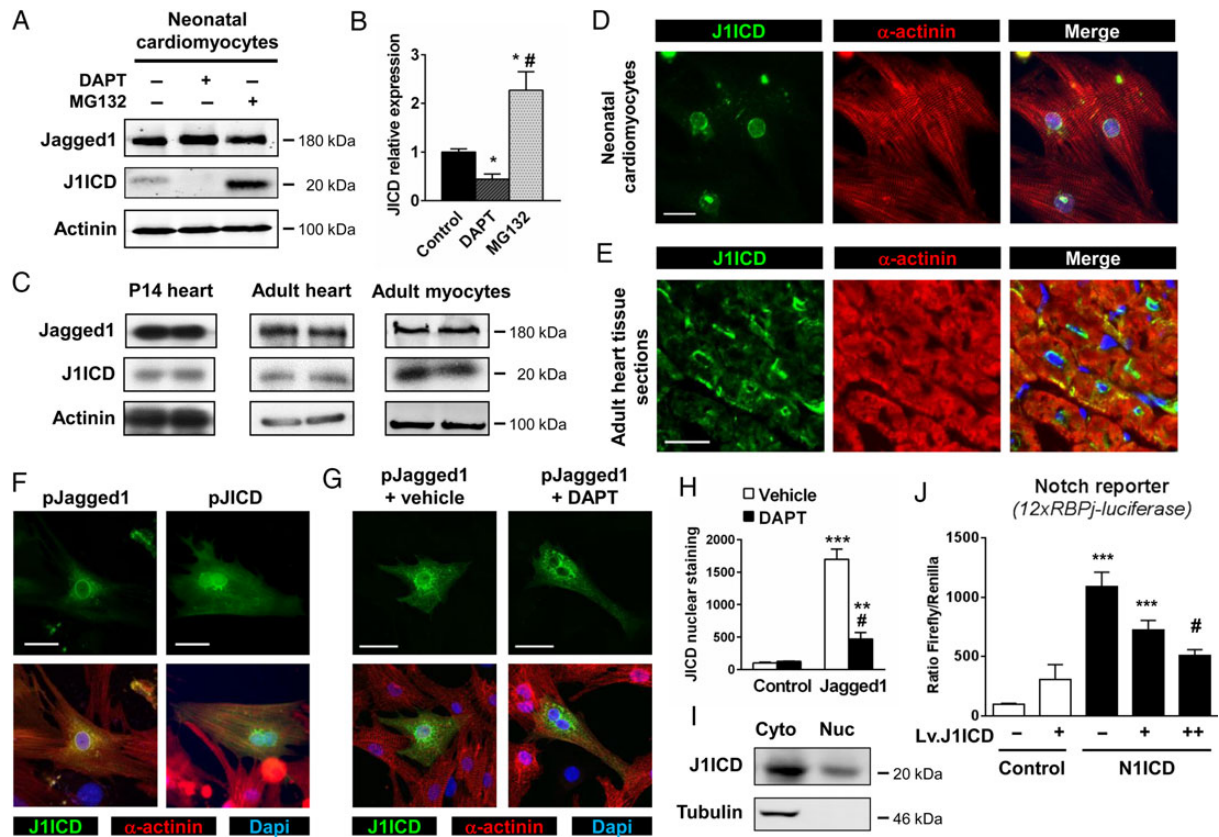 A
Neonatal
cardiomyocytes
DAPT – + –
MG132 – – +
Jagged1 – 180 kDa
J1ICD – 20 kDa
Actinin – 100 kDa
B
JICD relative expression
3
2
1
0
* * #
Control
DAPT
MG132
C
P14 heart Adult heart Adult myocytes
Jagged1 – 180 kDa
J1ICD – 20 kDa
Actinin – 100 kDa
D
J1ICD α-actinin Merge
Neonatal
cardiomyocytes
E
J1ICD α-actinin Merge
Adult heart tissue
sections
F
pJagged1 pJICD
J1ICD α-actinin Dapi
G
pJagged1
+ vehicle
pJagged1
+ DAPT
J1ICD α-actinin Dapi
H
Vehicle
DAPT
JICD nuclear staining
2000
1500
1000
500
0
***
**
#
Control Jagged1
I
Cyto Nuc
J1ICD – 20 kDa
Tubulin – 46 kDa
J
Notch reporter
(12xRBPj-luciferase)
Ratio Firefly/Renilla
1500
1000
500
0
***
***
#
Lv.J1ICD – + – + ++
Control N1ICD